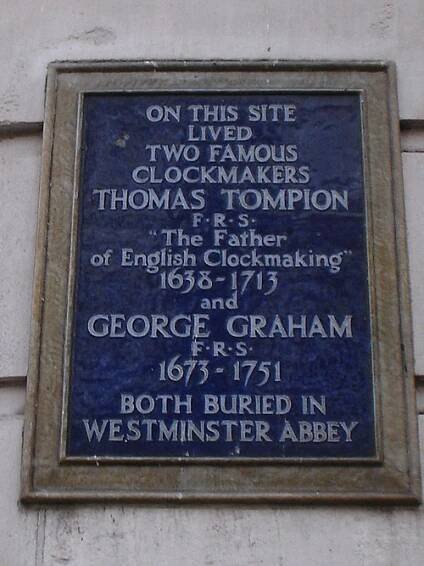 ON THIS SITE
LIVED
TWO FAMOUS
CLOCKMAKERS
THOMAS TOMPION
F·R·S·
"The Father
of English Clockmaking"
1638-1713
and
GEORGE GRAHAM
F·R·S·
1673-1751
BOTH BURIED IN
WESTMINSTER ABBEY